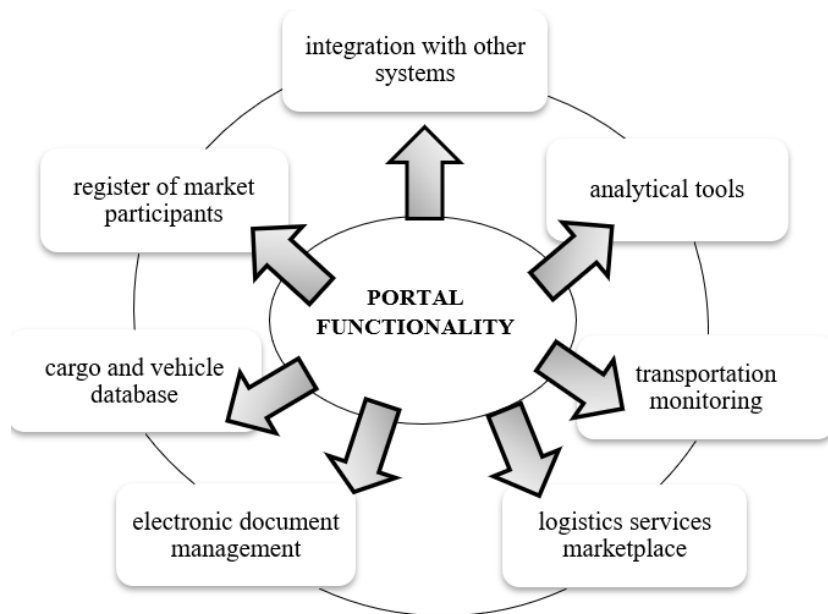 integration with other
systems
register of market
participants
analytical tools
PORTAL
FUNCTIONALITY
cargo and vehicle
database
transportation
monitoring
electronic document
management
logistics services
marketplace